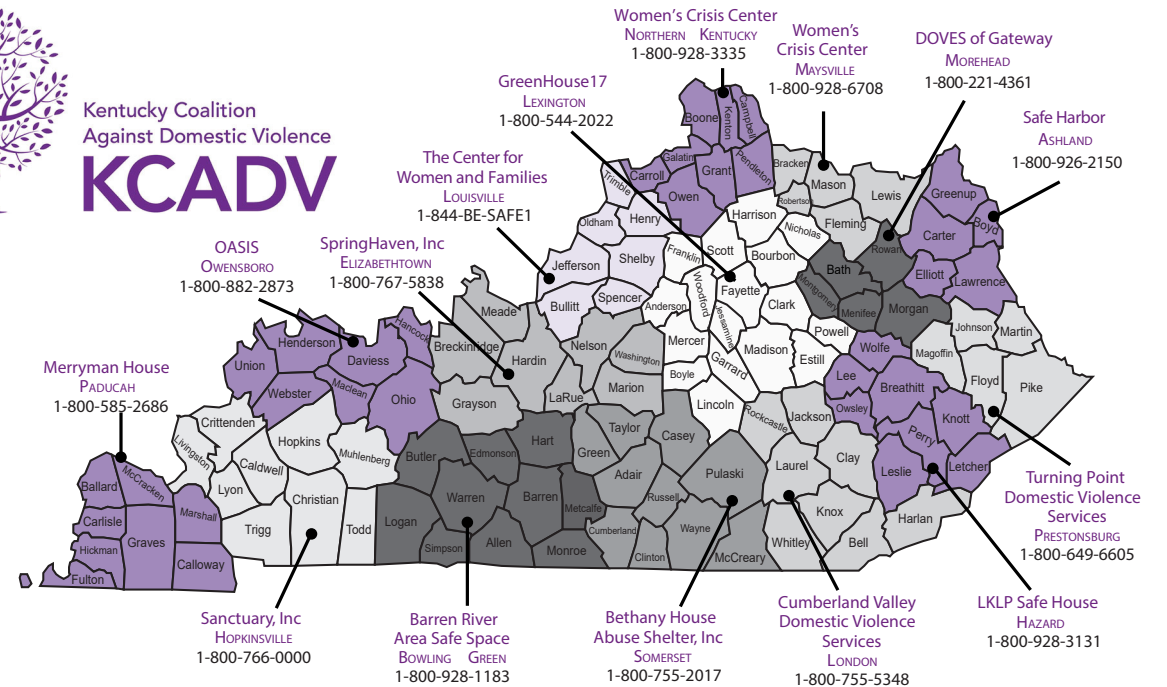 Kentucky Coalition
Against Domestic Violence
KCADV
Women's Crisis Center
Northern Kentucky
1-800-928-3335
Women's
Crisis Center
Maysville
1-800-928-6708
DOVES of Gateway
Morehead
1-800-221-4361
GreenHouse17
Lexington
1-800-544-2022
Safe Harbor
Ashland
1-800-926-2150
The Center for
Women and Families
Louisville
1-844-BE-SAFE1
OASIS
Owensboro
1-800-882-2873
SpringHaven, Inc
Elizabethtown
1-800-767-5838
Merryman House
Paducah
1-800-585-2686
Boone
Kenton
Campbell
Galatin
Carroll
Grant
Pendleton
Owen
Bracken
Mason
Robertson
Lewis
Fleming
Greenup
Boyd
Carter
Rowan
Elliott
Lawrence
Trimble
Oldham
Henry
Jefferson
Shelby
Bullitt
Spencer
Harrison
Nicholas
Franklin
Scott
Bourbon
Woodford
Fayette
Anderson
Jessamine
Clark
Mercer
Madison
Powell
Estill
Boyle
Garrard
Lincoln
Bath
Montgomery
Menifee
Morgan
Johnson
Martin
Magoffin
Floyd
Pike
Wolfe
Lee
Breathitt
Owsley
Knott
Perry
Leslie
Letcher
Meade
Breckinridge
Hardin
Nelson
Washington
Grayson
LaRue
Marion
Hancock
Henderson
Daviess
Union
Webster
Maclean
Ohio
Crittenden
Livingston
Hopkins
Caldwell
Muhlenberg
Lyon
Christian
Trigg
Todd
Ballard
McCracken
Carlisle
Marshall
Hickman
Graves
Calloway
Fulton
Butler
Edmonson
Hart
Warren
Barren
Logan
Metcalfe
Simpson
Allen
Monroe
Green
Taylor
Casey
Adair
Russell
Pulaski
Cumberland
Clinton
Wayne
McCreary
Rockcastle
Jackson
Laurel
Clay
Knox
Whitley
Bell
Harlan
Turning Point
Domestic Violence
Services
Prestonsburg
1-800-649-6605
Sanctuary, Inc
Hopkinsville
1-800-766-0000
Barren River
Area Safe Space
Bowling Green
1-800-928-1183
Bethany House
Abuse Shelter, Inc
Somerset
1-800-755-2017
Cumberland Valley
Domestic Violence
Services
London
1-800-755-5348
LKLP Safe House
Hazard
1-800-928-3131